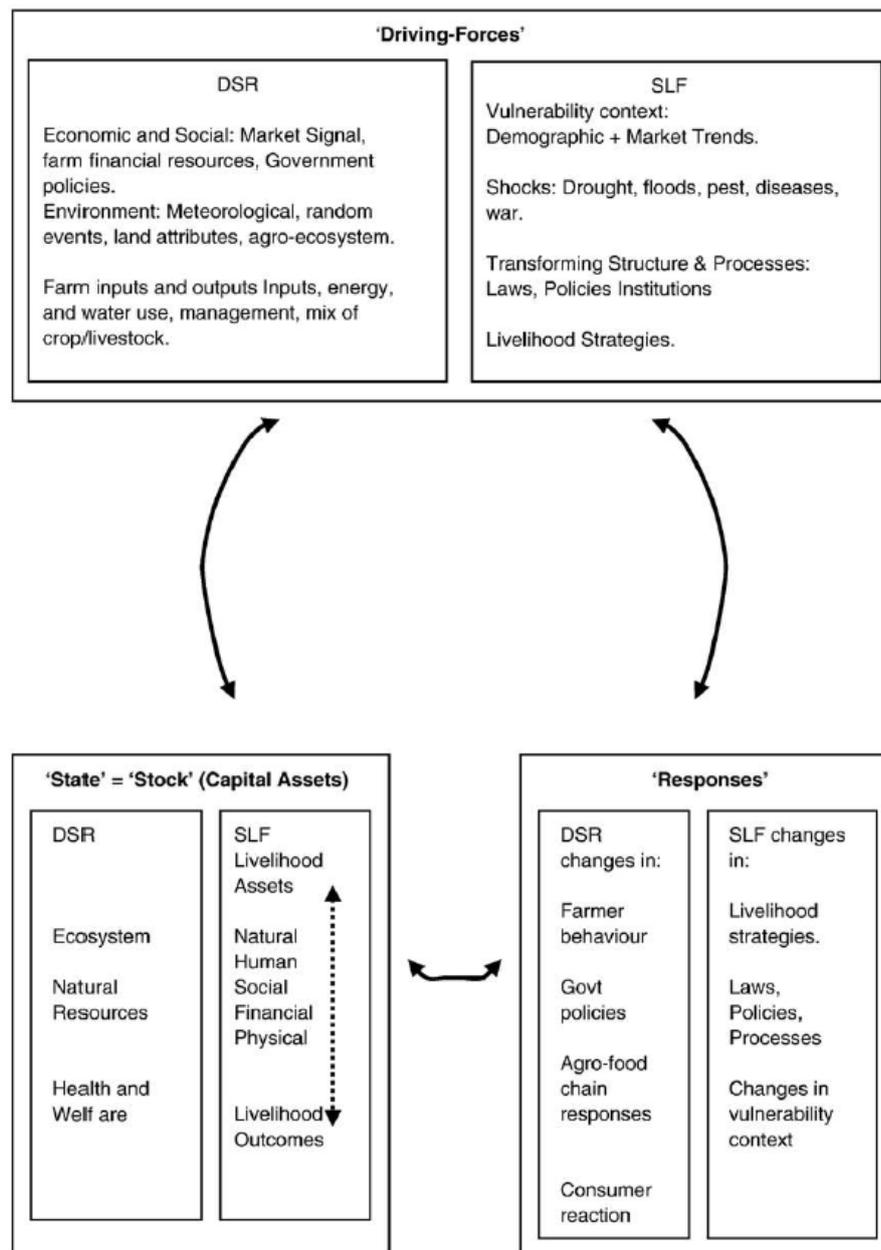 ‘Driving-Forces’
DSR
Economic and Social: Market Signal,
farm financial resources, Government
policies.
Environment: Meteorological, random
events, land attributes, agro-ecosystem.
Farm inputs and outputs Inputs, energy,
and water use, management, mix of
crop/livestock.
SLF
Vulnerability context:
Demographic + Market Trends.
Shocks: Drought, floods, pest, diseases,
war.
Transforming Structure & Processes:
Laws, Policies Institutions
Livelihood Strategies.
‘State’ = ‘Stock’ (Capital Assets)
DSR
Ecosystem
Natural
Resources
Health and
Welf are
SLF
Livelihood
Assets
Natural
Human
Social
Financial
Physical
Livelihood
Outcomes
‘Responses’
DSR
changes in:
Farmer
behaviour
Govt
policies
Agro-food
chain
responses
Consumer
reaction
SLF changes
in:
Livelihood
strategies.
Laws,
Policies,
Processes
Changes in
vulnerability
context